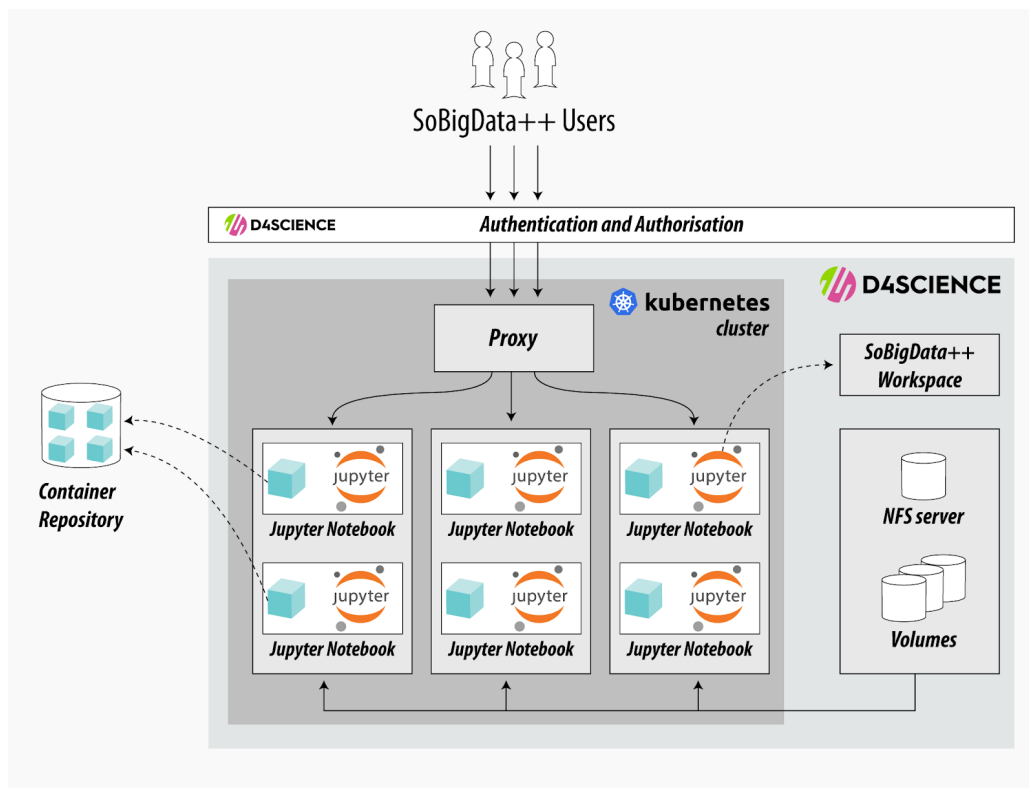 SoBigData++ Users
D4SCIENCE
Authentication and Authorisation
D4SCIENCE
kubernetes
cluster
Proxy
SoBigData++
Workspace
jupyter
jupyter
jupyter
Jupyter Notebook
Jupyter Notebook
Jupyter Notebook
Container
Repository
NFS server
jupyter
jupyter
jupyter
Jupyter Notebook
Jupyter Notebook
Jupyter Notebook
Volumes